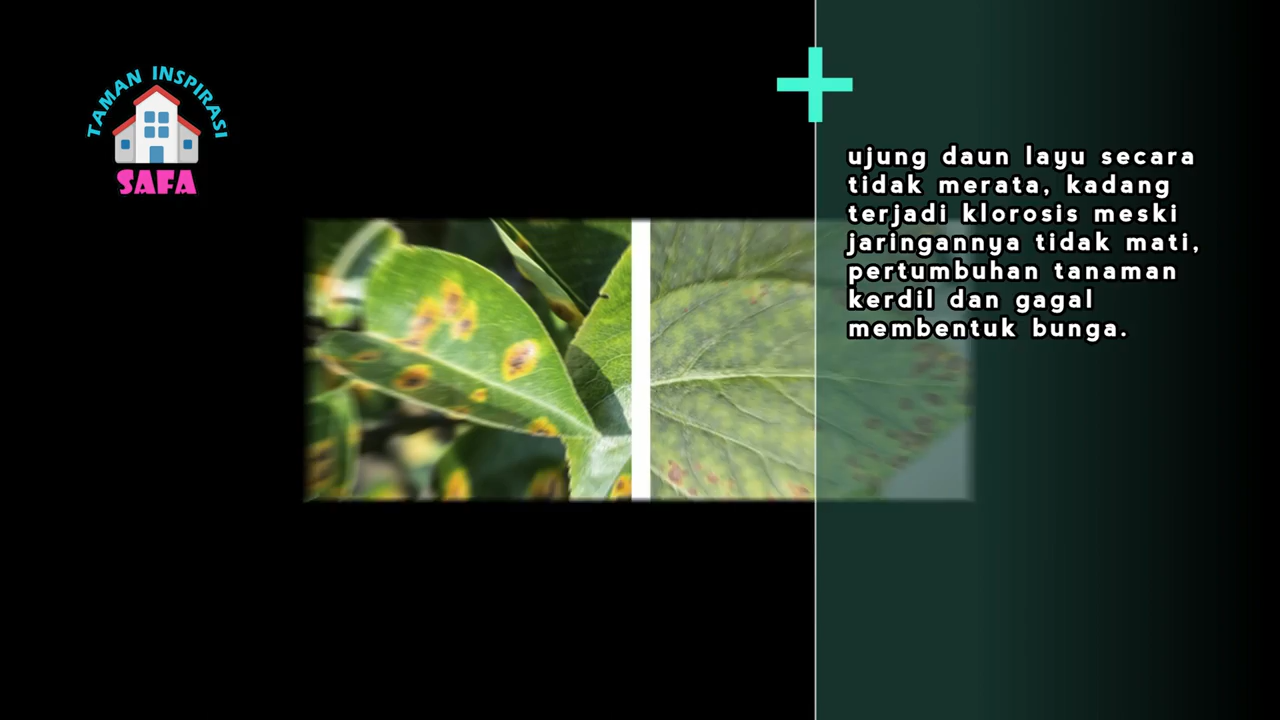 TAMAN INSPIRASI
SAFA
ujung daun layu secara
tidak merata, kadang
terjadi klorosis meski
jaringannya tidak mati,
pertumbuhan tanaman
kerdil dan gagal
membentuk bunga.